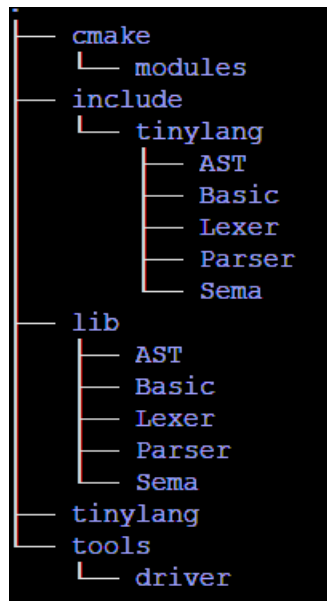 .
cmake
modules
include
tinylang
AST
Basic
Lexer
Parser
Sema
lib
AST
Basic
Lexer
Parser
Sema
tinylang
tools
driver